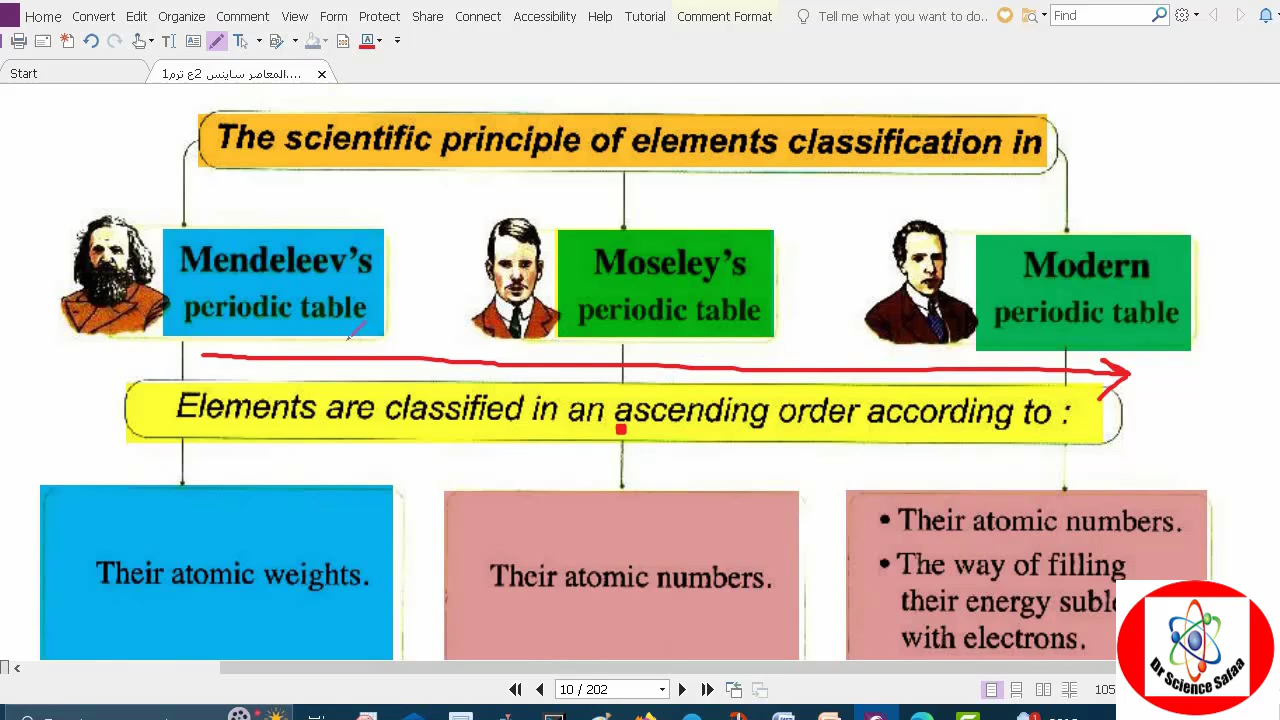 Home Convert Edit Organize Comment Views Form Protect Share Connect Accessibility Help Tutorial Comment Format Tell me what you want to do.. Find
Start
المعاصر ساينس 2ع ترم1....
The scientific principle of elements classification in
Mendeleev's
periodic table
Moseley's
periodic table
Modern
periodic table
Elements are classified in an ascending order according to :
Their atomic weights.
Their atomic numbers.
• Their atomic numbers.
• The way of filling
their energy suble
with electrons.
Dr Science Safaa
10 / 202
105